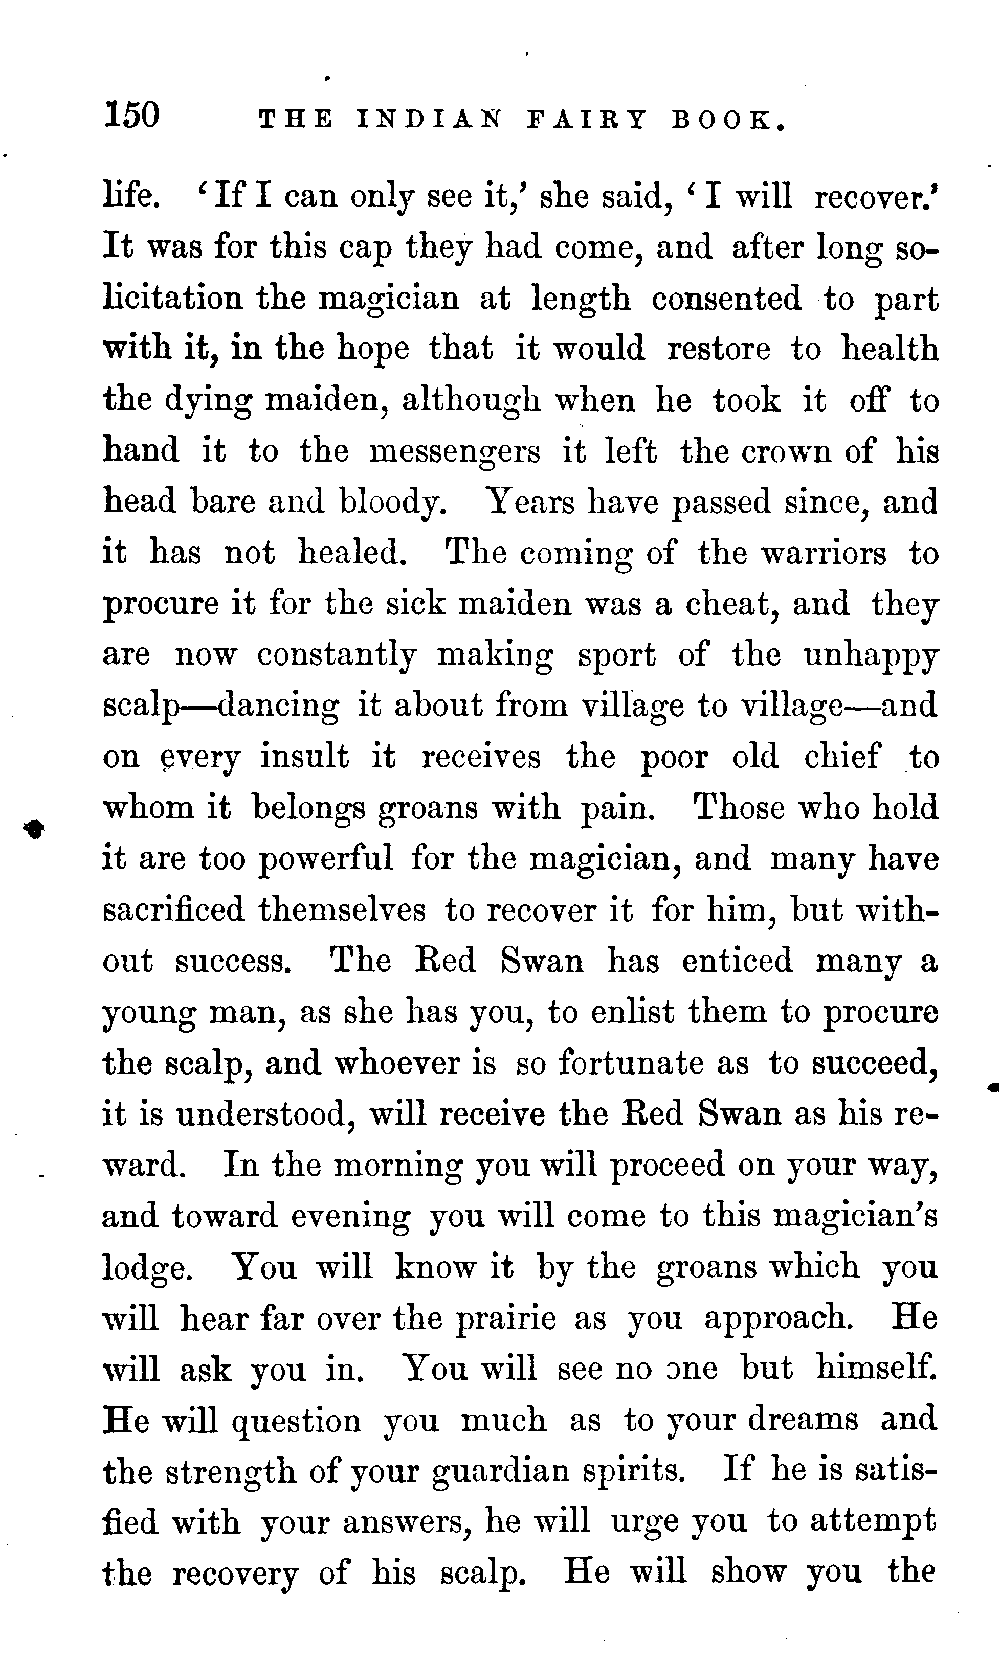 150 THE INDIAN FAIRY BOOK.
life. ‘If I can only see it,’ she said, ‘I will recover.’
It was for this cap they had come, and after long so-
licitation the magician at length consented to part
with it, in the hope that it would restore to health
the dying maiden, although when he took it off to
hand it to the messengers it left the crown of his
head bare and bloody. Years have passed since, and
it has not healed. The coming of the warriors to
procure it for the sick maiden was a cheat, and they
are now constantly making sport of the unhappy
scalp—dancing it about from village to village—and
on every insult it receives the poor old chief to
whom it belongs groans with pain. Those who hold
it are too powerful for the magician, and many have
sacrificed themselves to recover it for him, but with-
out success. The Red Swan has enticed many a
young man, as she has you, to enlist them to procure
the scalp, and whoever is so fortunate as to succeed,
it is understood, will receive the Red Swan as his re-
ward. In the morning you will proceed on your way,
and toward evening you will come to this magician’s
lodge. You will know it by the groans which you
will hear far over the prairie as you approach. He
will ask you in. You will see no one but himself.
He will question you much as to your dreams and
the strength of your guardian spirits. If he is satis-
fied with your answers, he will urge you to attempt
the recovery of his scalp. He will show you the